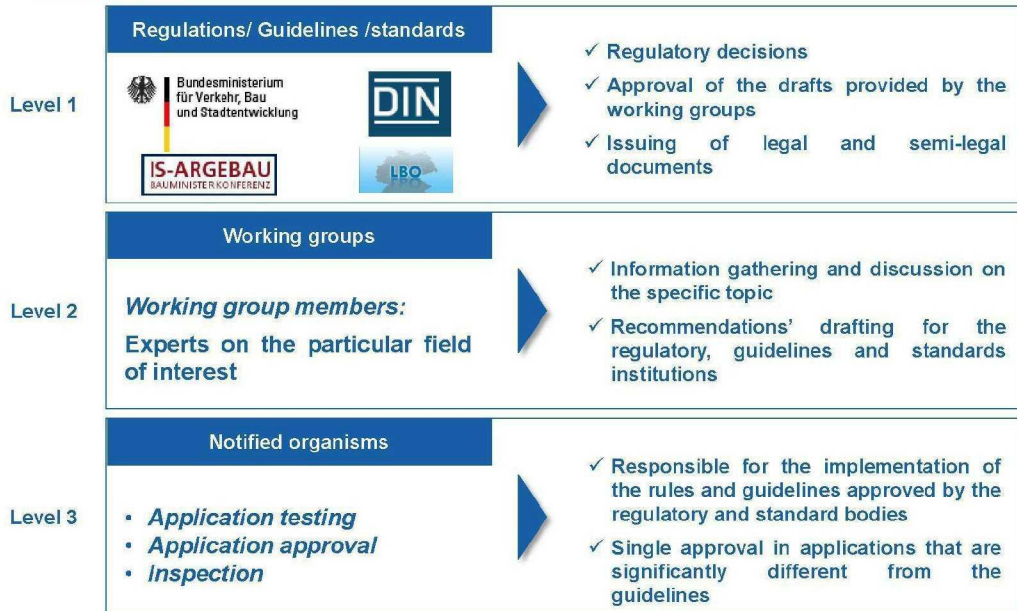 Regulations/ Guidelines /standards
Level 1
Bundesministerium
für Verkehr, Bau
und Stadtentwicklung
DIN
IS-ARGEBAU
BAUMINISTERKONFERENZ
LBO
✓ Regulatory decisions
✓ Approval of the drafts provided by the
working groups
✓ Issuing of legal and semi-legal
documents
Working groups
Level 2
Working group members:
Experts on the particular field
of interest
✓ Information gathering and discussion on
the specific topic
✓ Recommendations' drafting for the
regulatory, guidelines and standards
institutions
Notified organisms
Level 3
• Application testing
• Application approval
• Inspection
✓ Responsible for the implementation of
the rules and guidelines approved by the
regulatory and standard bodies
✓ Single approval in applications that are
significantly different from the
guidelines